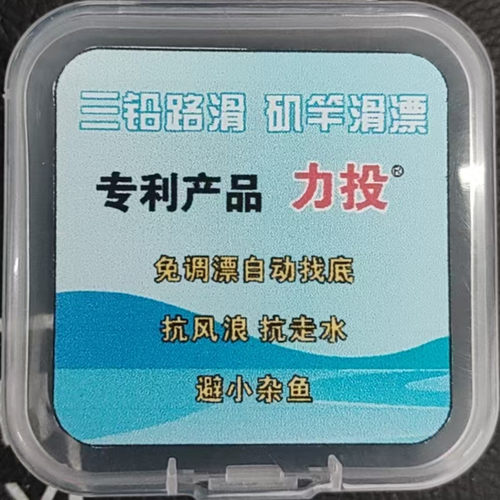 三铅路滑 矶竿滑漂
专利产品 力投®
免调漂自动找底
抗风浪 抗走水
避小杂鱼